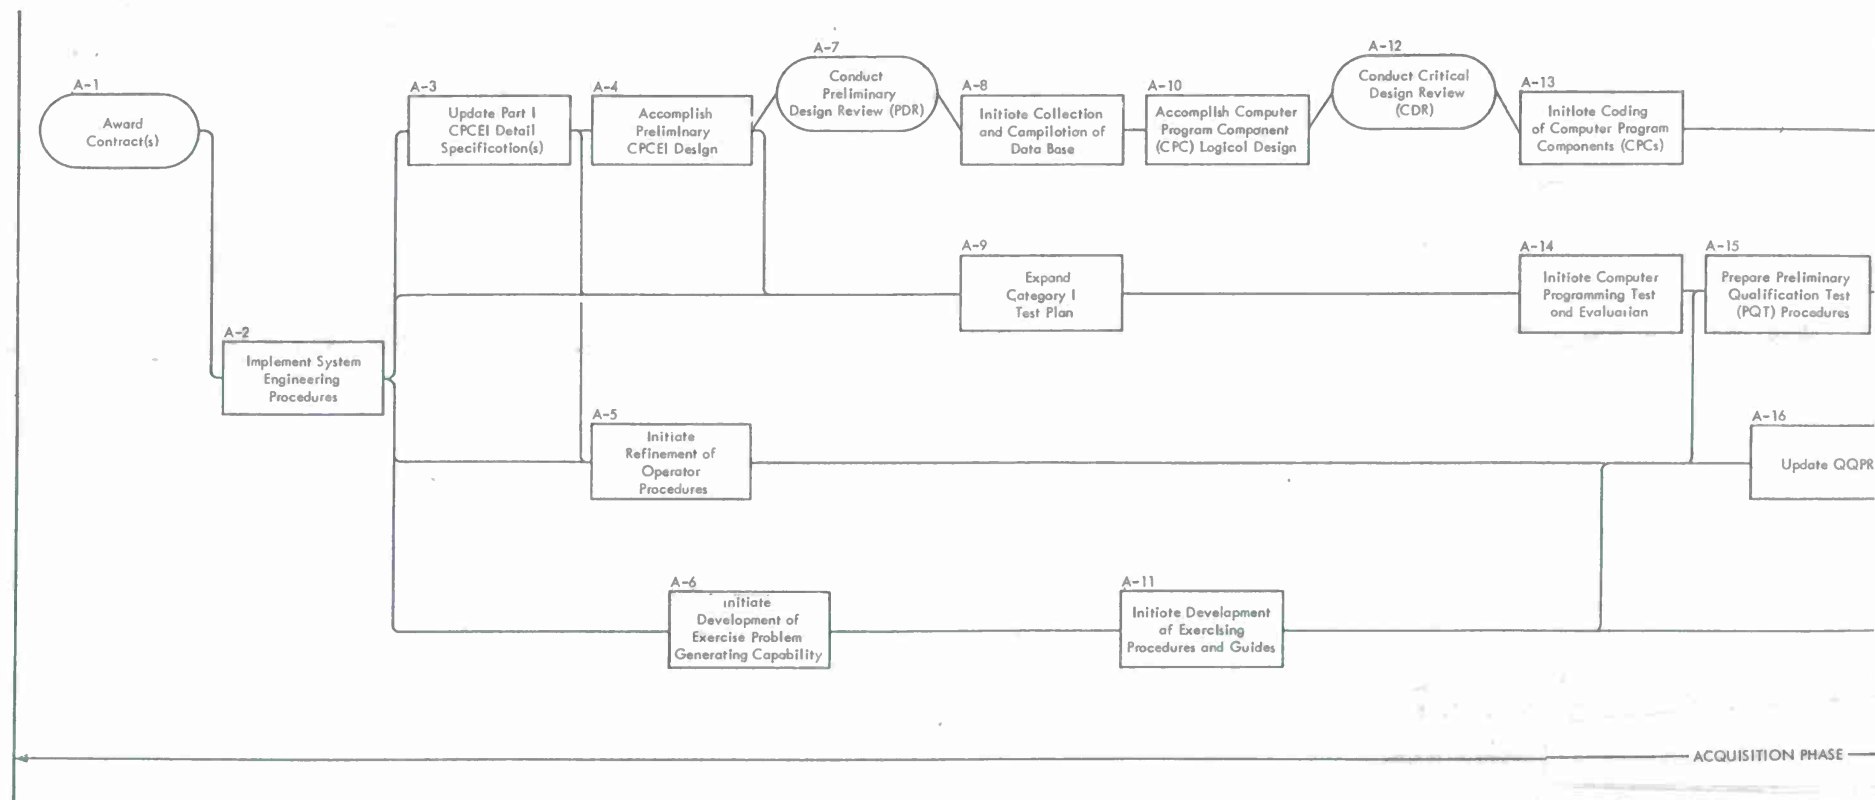 A-1
Award
Contract(s)
A-2
Implement System
Engineering
Procedures
A-3
Update Part I
CPCEI Detail
Specification(s)
A-4
Accomplish
Preliminary
CPCEI Design
A-5
Initiate
Refinement of
Operator
Procedures
A-6
Initiate
Development of
Exercise Problem
Generating Capability
A-7
Conduct
Preliminary
Design Review (PDR)
A-8
Initiate Collection
and Compilation of
Data Base
A-9
Expand
Category I
Test Plan
A-10
Accomplish Computer
Program Component
(CPC) Logical Design
A-11
Initiate Development
of Exercising
Procedures and Guides
A-12
Conduct Critical
Design Review
(CDR)
A-13
Initiate Coding
of Computer Program
Components (CPCs)
A-14
Initiate Computer
Programming Test
and Evaluation
A-15
Prepare Preliminary
Qualification Test
(PQT) Procedures
A-16
Update QQPR
ACQUISITION PHASE